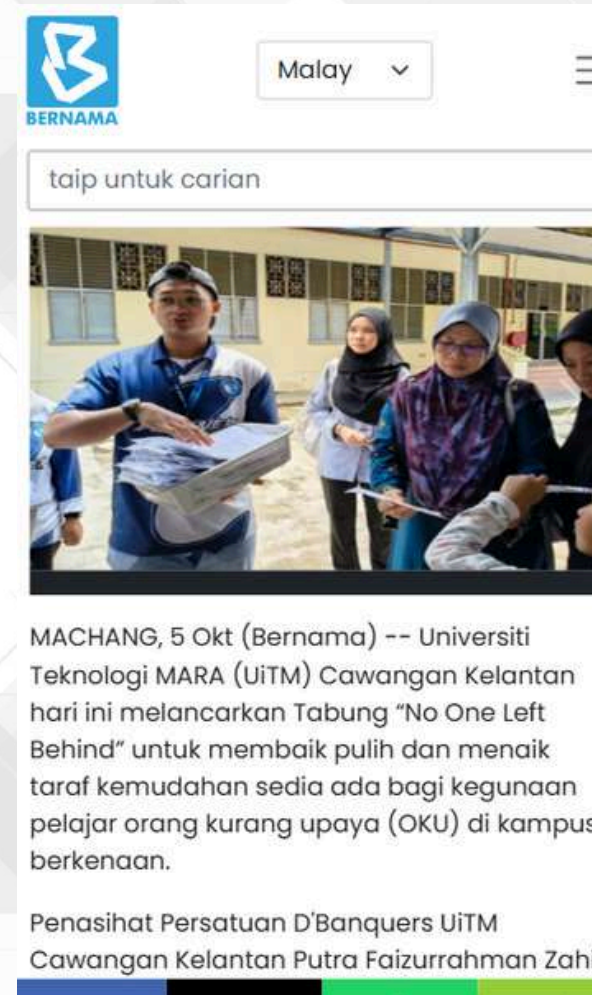 BERNAMA
Malay
taip untuk carian
MACHANG, 5 Okt (Bernama) -- Universiti
Teknologi MARA (UiTM) Cawangan Kelantan
hari ini melancarkan Tabung “No One Left
Behind” untuk membaik pulih dan menaik
taraf kemudahan sedia ada bagi kegunaan
pelajar orang kurang upaya (OKU) di kampus
berkenaan.
Penasihat Persatuan D'Banquers UiTM
Cawangan Kelantan Putra Faizurrahman Zahi